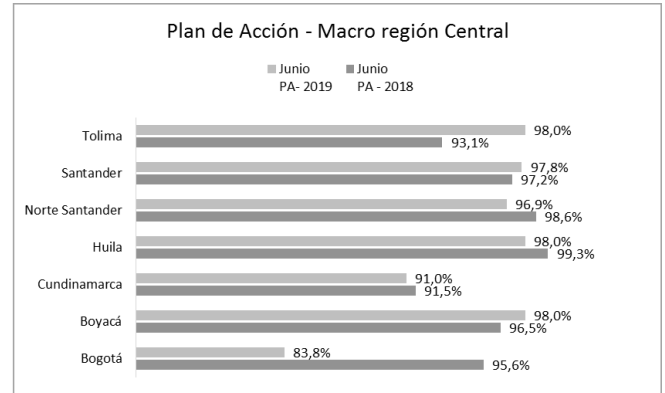 Plan de Acción - Macro región Central
Junio
PA- 2019
Junio
PA - 2018
Tolima
98,0%
93,1%
Santander
97,8%
97,2%
Norte Santander
96,9%
98,6%
Huila
98,0%
99,3%
Cundinamarca
91,0%
91,5%
Boyacá
98,0%
96,5%
Bogotá
83,8%
95,6%